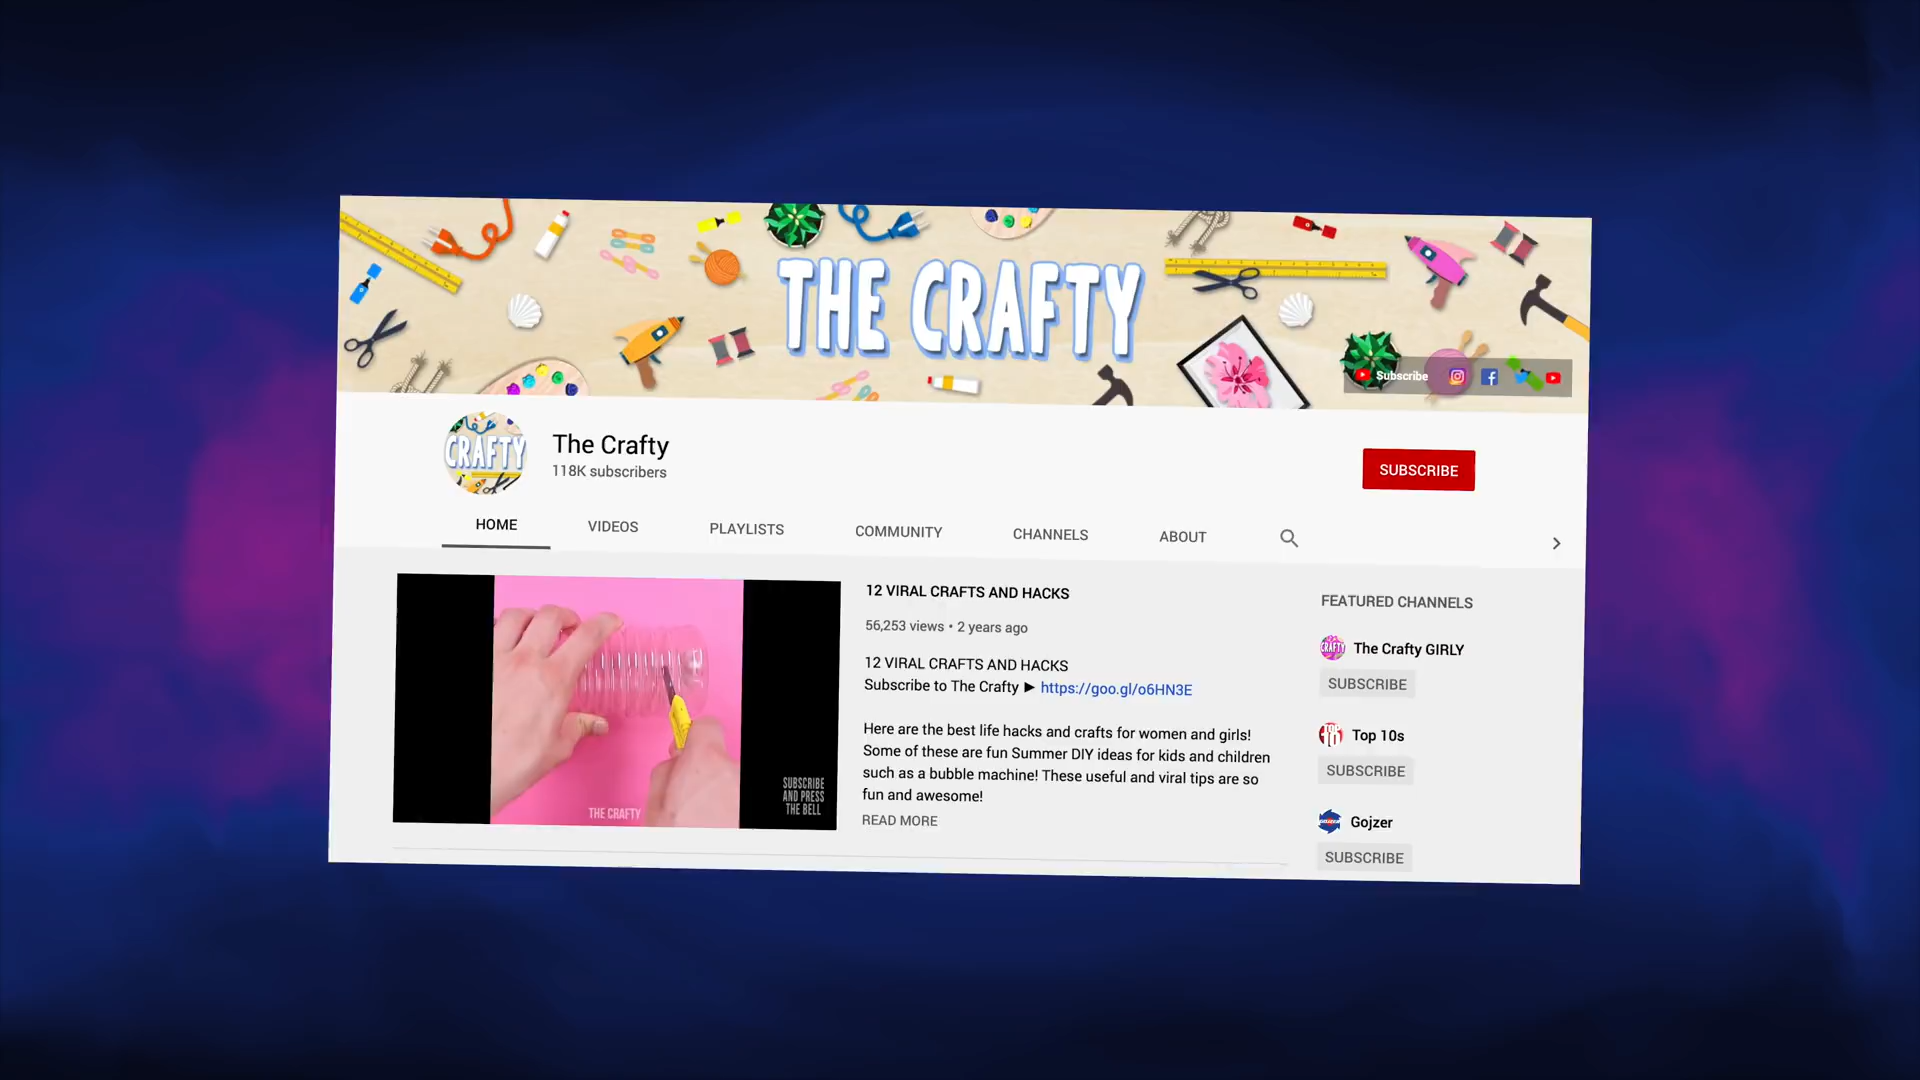 THE CRAFTY
Subscribe
CRAFTY
The Crafty
118K subscribers
SUBSCRIBE
HOME VIDEOS PLAYLISTS COMMUNITY CHANNELS ABOUT
12 VIRAL CRAFTS AND HACKS
56,253 views • 2 years ago
12 VIRAL CRAFTS AND HACKS
Subscribe to The Crafty ▶ https://goo.gl/o6HN3E
Here are the best life hacks and crafts for women and girls!
Some of these are fun Summer DIY ideas for kids and children
such as a bubble machine! These useful and viral tips are so
fun and awesome!
READ MORE
SUBSCRIBE
AND PRESS
THE BELL
THE CRAFTY
FEATURED CHANNELS
CRAFTY
The Crafty GIRLY
SUBSCRIBE
TOP
10
Top 10s
SUBSCRIBE
GOJZER
Gojzer
SUBSCRIBE